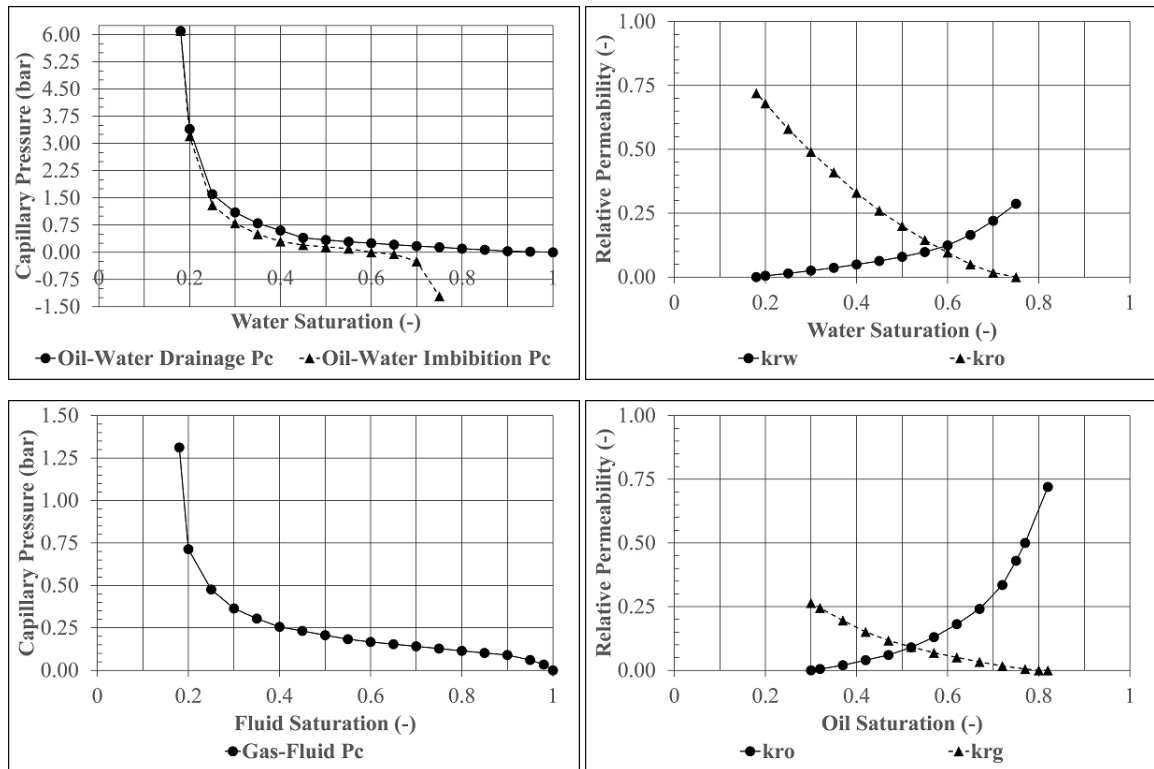 Capillary Pressure (bar)
6.00
5.25
4.50
3.75
3.00
2.25
1.50
0.75
0.00
-0.75
-1.50
0.0
0.2
0.4
0.6
0.8
1
Water Saturation (-)
Oil-Water Drainage Pc Oil-Water Imbibition Pc
Relative Permeability (-)
1.00
0.75
0.50
0.25
0.00
0 0.2 0.4 0.6 0.8 1
Water Saturation (-)
krw kro
Capillary Pressure (bar)
1.50
1.25
1.00
0.75
0.50
0.25
0.00
0.0 0.2 0.4 0.6 0.8 1
Fluid Saturation (-)
Gas-Fluid Pc
Relative Permeability (-)
1.00
0.75
0.50
0.25
0.00
0 0.2 0.4 0.6 0.8 1
Oil Saturation (-)
kro krg